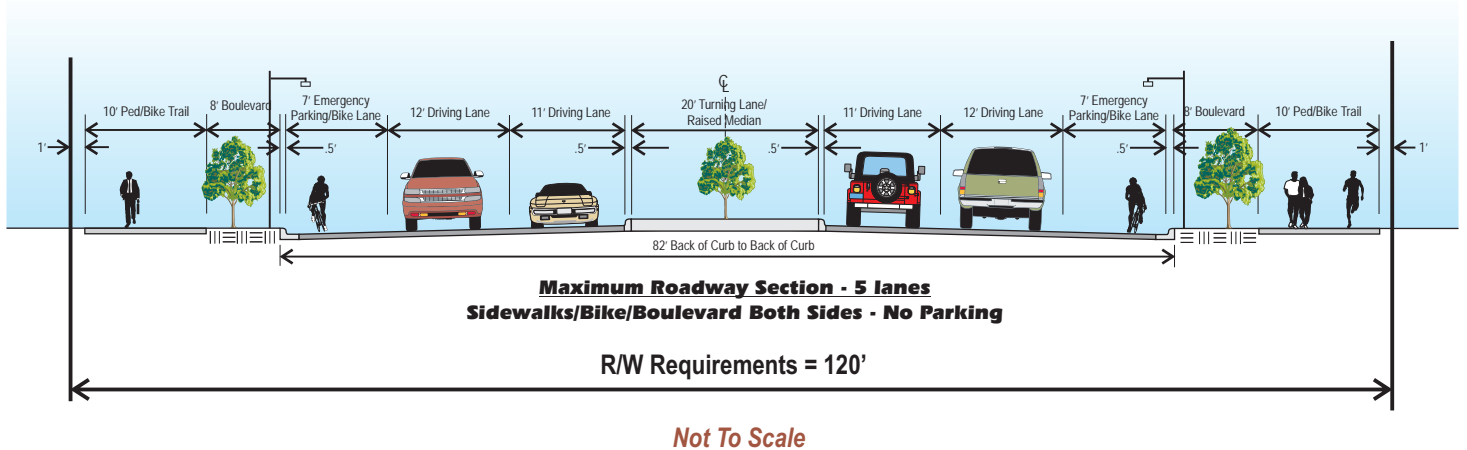 ℄
10' Ped/Bike Trail
8' Boulevard
7' Emergency
Parking/Bike Lane
12' Driving Lane
11' Driving Lane
20' Turning Lane/
Raised Median
11' Driving Lane
12' Driving Lane
7' Emergency
Parking/Bike Lane
8' Boulevard
10' Ped/Bike Trail
1'
.5'
.5'
.5'
.5'
1'
82' Back of Curb to Back of Curb
Maximum Roadway Section - 5 lanes
Sidewalks/Bike/Boulevard Both Sides - No Parking
R/W Requirements = 120'
Not To Scale